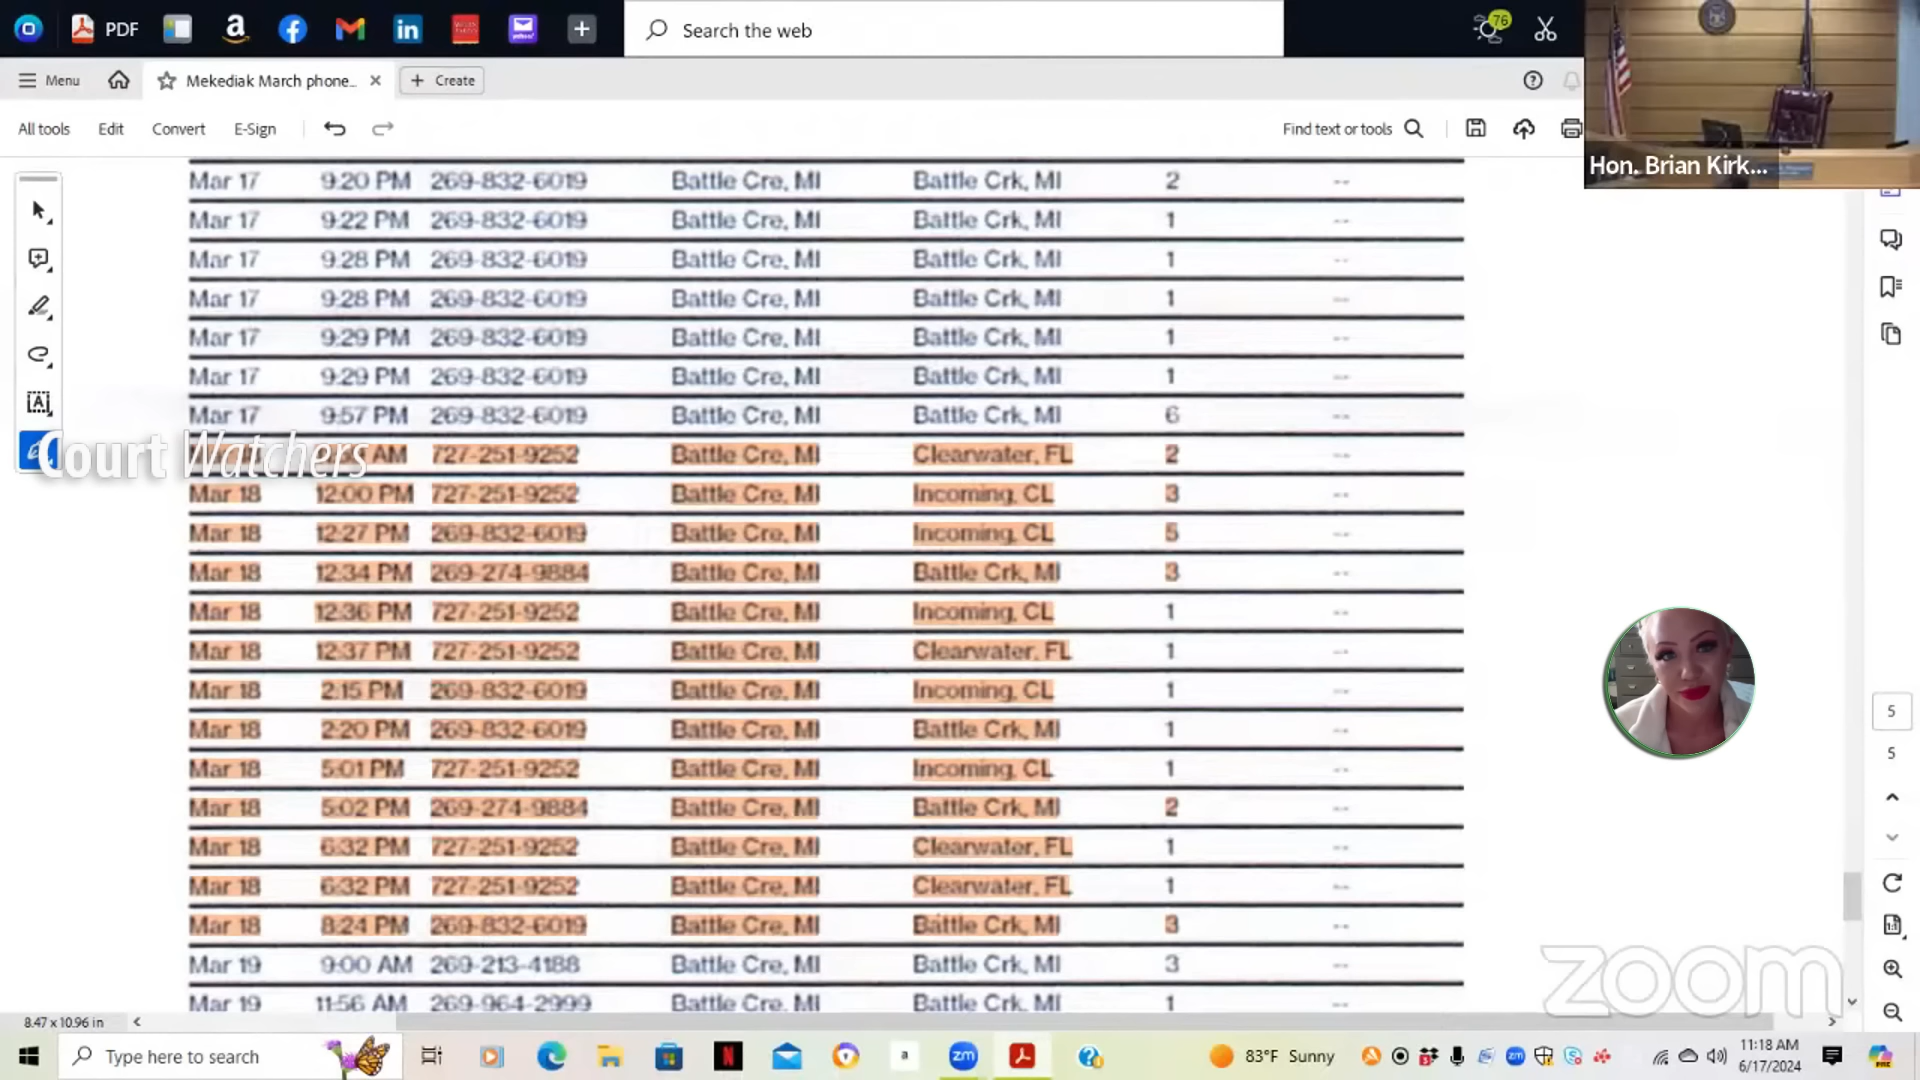 PDF
Search the web
76
Hon. Brian Kirk...
Menu
Mekediak March phone...
Create
All tools Edit Convert E-Sign
Find text or tools
Mar 17 9:20 PM 269-832-6019 Battle Cre, MI Battle Crk, MI 2 --
Mar 17 9:22 PM 269-832-6019 Battle Cre, MI Battle Crk, MI 1 --
Mar 17 9:28 PM 269-832-6019 Battle Cre, MI Battle Crk, MI 1 --
Mar 17 9:28 PM 269-832-6019 Battle Cre, MI Battle Crk, MI 1 --
Mar 17 9:29 PM 269-832-6019 Battle Cre, MI Battle Crk, MI 1 --
Mar 17 9:29 PM 269-832-6019 Battle Cre, MI Battle Crk, MI 1 --
Mar 17 9:57 PM 269-832-6019 Battle Cre, MI Battle Crk, MI 6 --
Court Watchers
AM 727-251-9252 Battle Cre, MI Clearwater, FL 2 --
Mar 18 12:00 PM 727-251-9252 Battle Cre, MI Incoming, CL 3 --
Mar 18 12:27 PM 269-832-6019 Battle Cre, MI Incoming, CL 5 --
Mar 18 12:34 PM 269-274-9884 Battle Cre, MI Battle Crk, MI 3 --
Mar 18 12:36 PM 727-251-9252 Battle Cre, MI Incoming, CL 1 --
Mar 18 12:37 PM 727-251-9252 Battle Cre, MI Clearwater, FL 1 --
Mar 18 2:15 PM 269-832-6019 Battle Cre, MI Incoming, CL 1 --
Mar 18 2:20 PM 269-832-6019 Battle Cre, MI Battle Crk, MI 1 --
Mar 18 5:01 PM 727-251-9252 Battle Cre, MI Incoming, CL 1 --
Mar 18 5:02 PM 269-274-9884 Battle Cre, MI Battle Crk, MI 2 --
Mar 18 6:32 PM 727-251-9252 Battle Cre, MI Clearwater, FL 1 --
Mar 18 6:32 PM 727-251-9252 Battle Cre, MI Clearwater, FL 1 --
Mar 18 8:24 PM 269-832-6019 Battle Cre, MI Battle Crk, MI 3 --
Mar 19 9:00 AM 269-213-4188 Battle Cre, MI Battle Crk, MI 3 --
Mar 19 11:56 AM 269-964-2999 Battle Cre, MI Battle Crk, MI 1 --
5
5
zoom
8.47 x 10.96 in
Type here to search
83°F Sunny
11:18 AM
6/17/2024